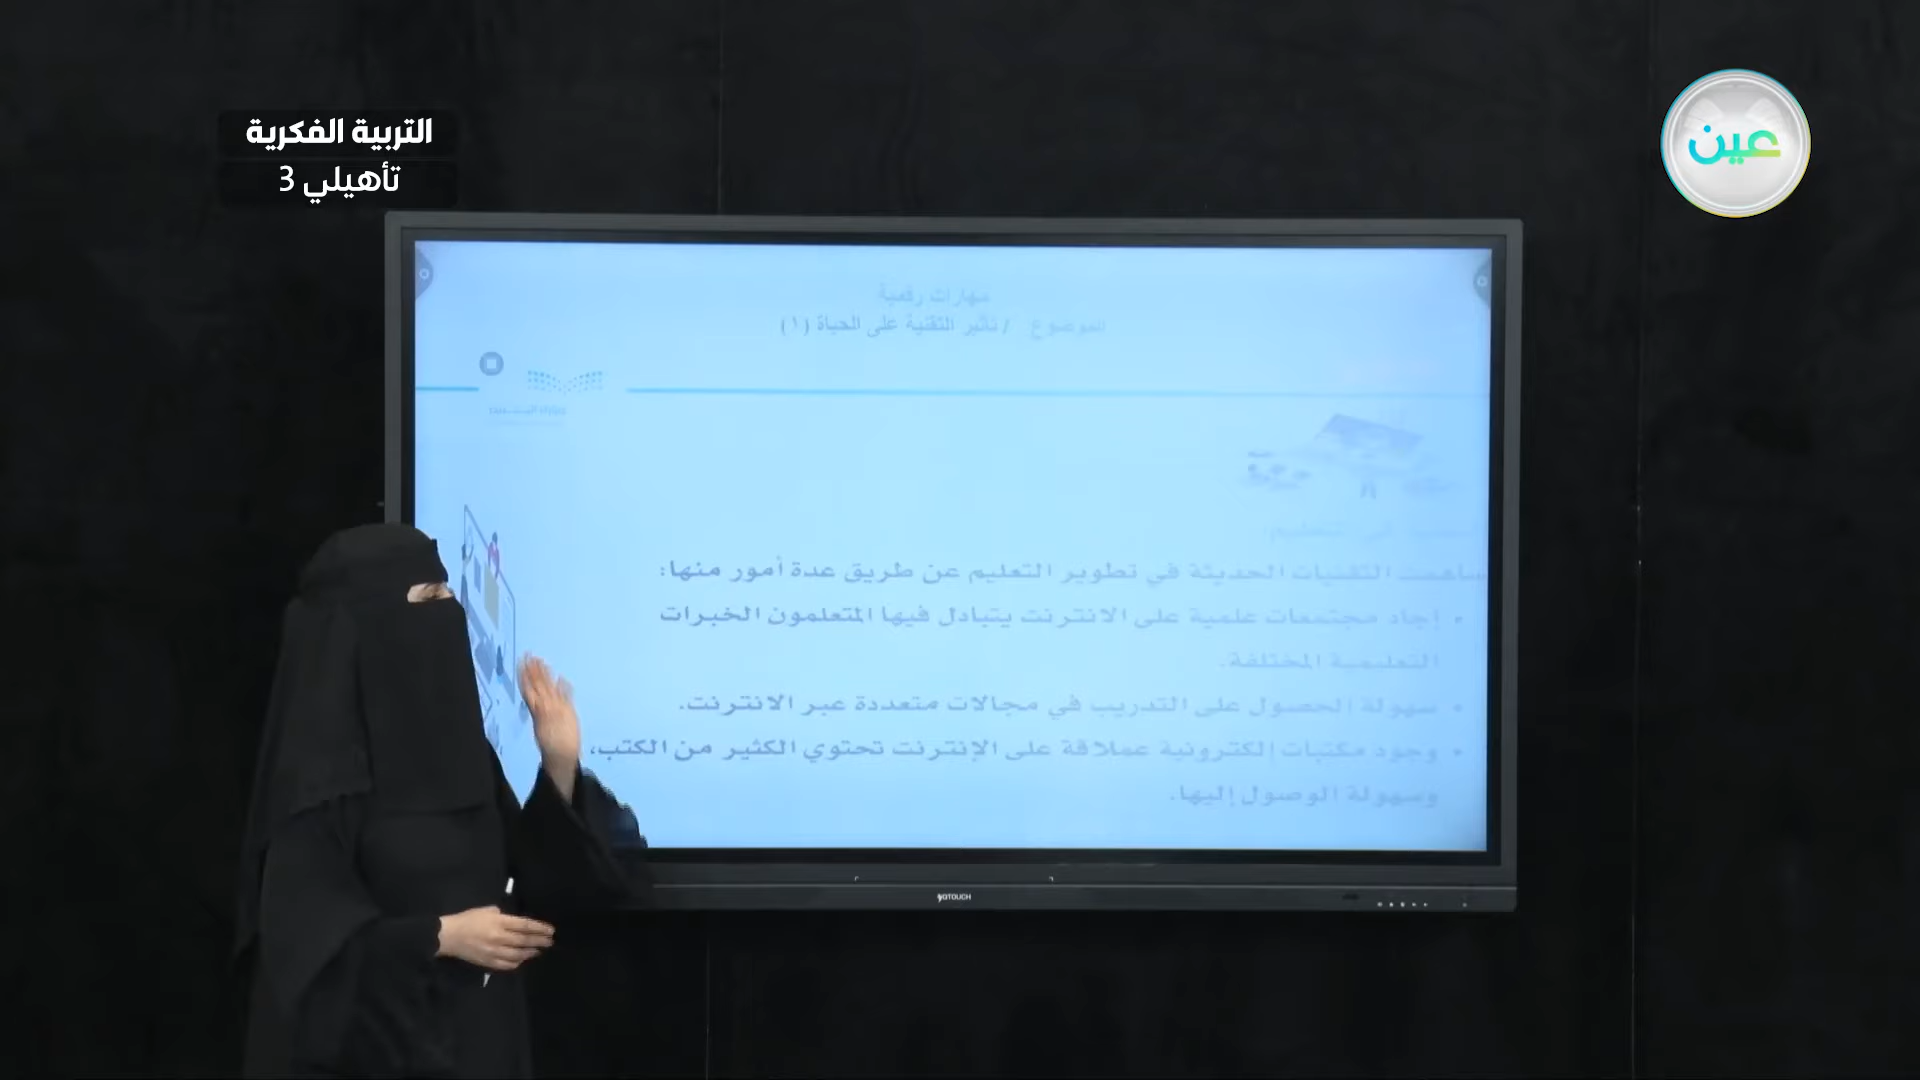 التربية الفكرية
تأهيلي 3
عين
مهارات رقمية
الموضوع / تأثير التقنية على الحياة (١)
ساهمت التقنيات الحديثة في تطوير التعليم عن طريق عدة أمور منها:
• إيجاد مجتمعات علمية على الانترنت يتبادل فيها المتعلمون الخبرات
التعليمية المختلفة.
• سهولة الحصول على التدريب في مجالات متعددة عبر الانترنت.
• وجود مكتبات إلكترونية عملاقة على الإنترنت تحتوي الكثير من الكتب،
وسهولة الوصول إليها.
YQTOUCH